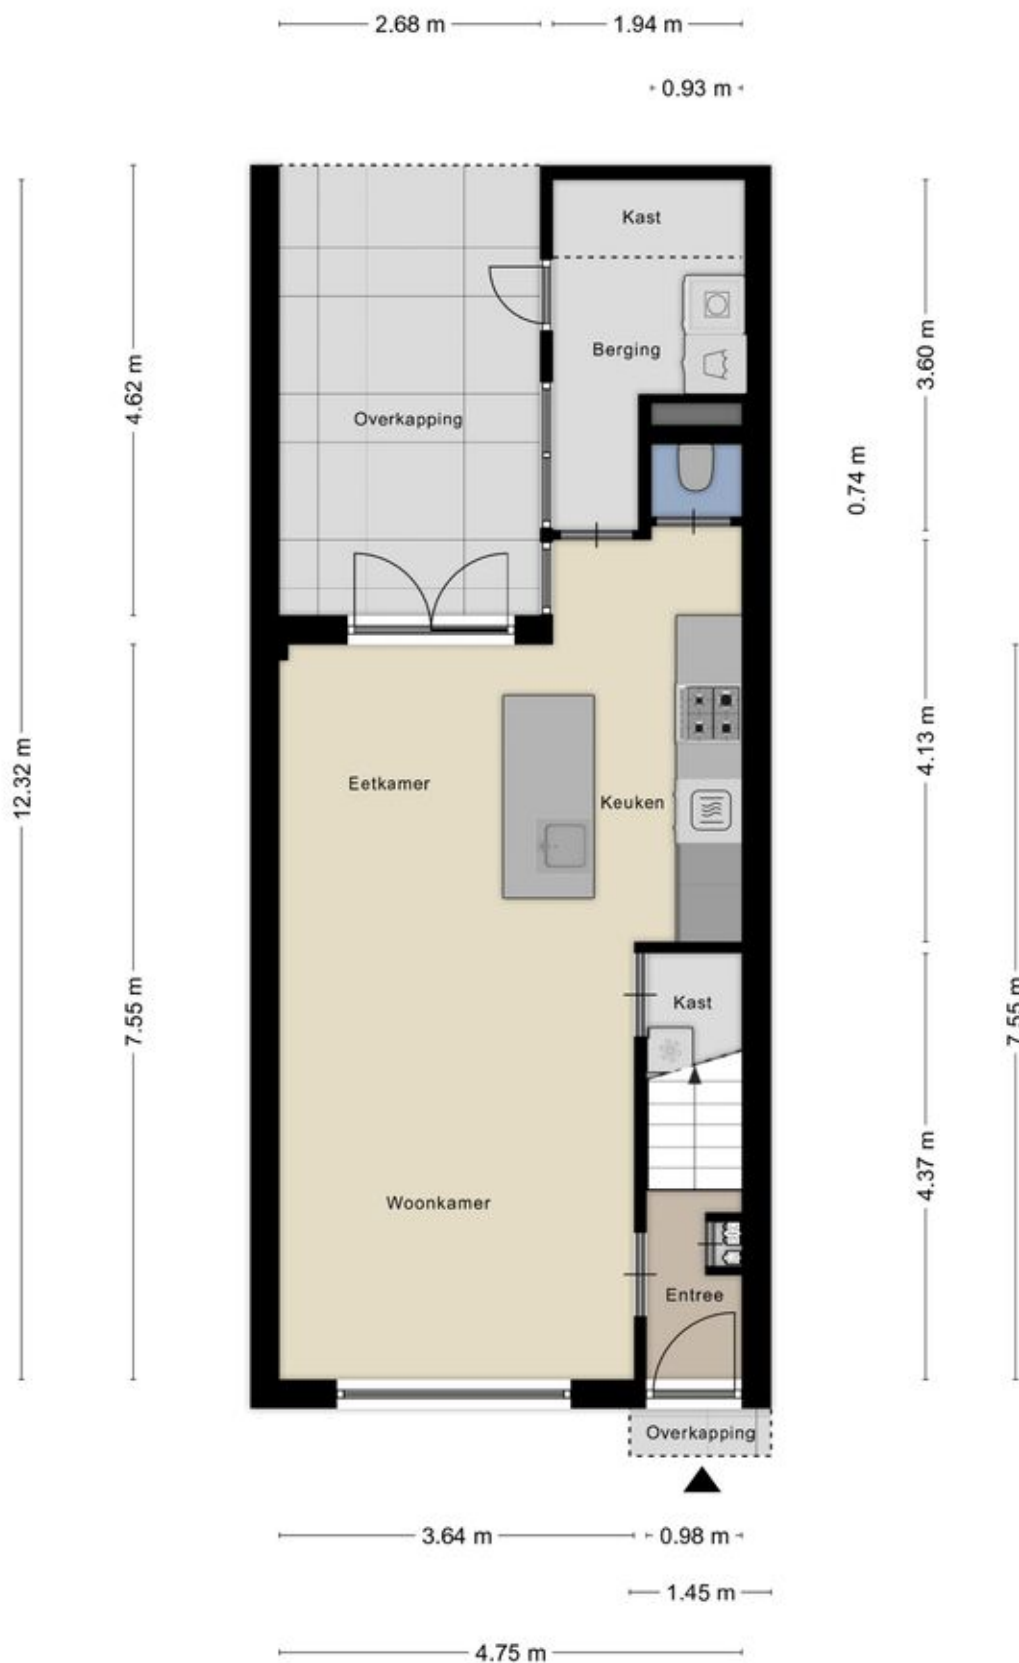 2.68 m
1.94 m
0.93 m
Kast
Berging
3.60 m
4.62 m
Overkapping
0.74 m
12.32 m
Eetkamer
Keuken
4.13 m
7.55 m
Kast
7.55 m
Woonkamer
4.37 m
Entree
Overkapping
3.64 m
0.98 m
1.45 m
4.75 m